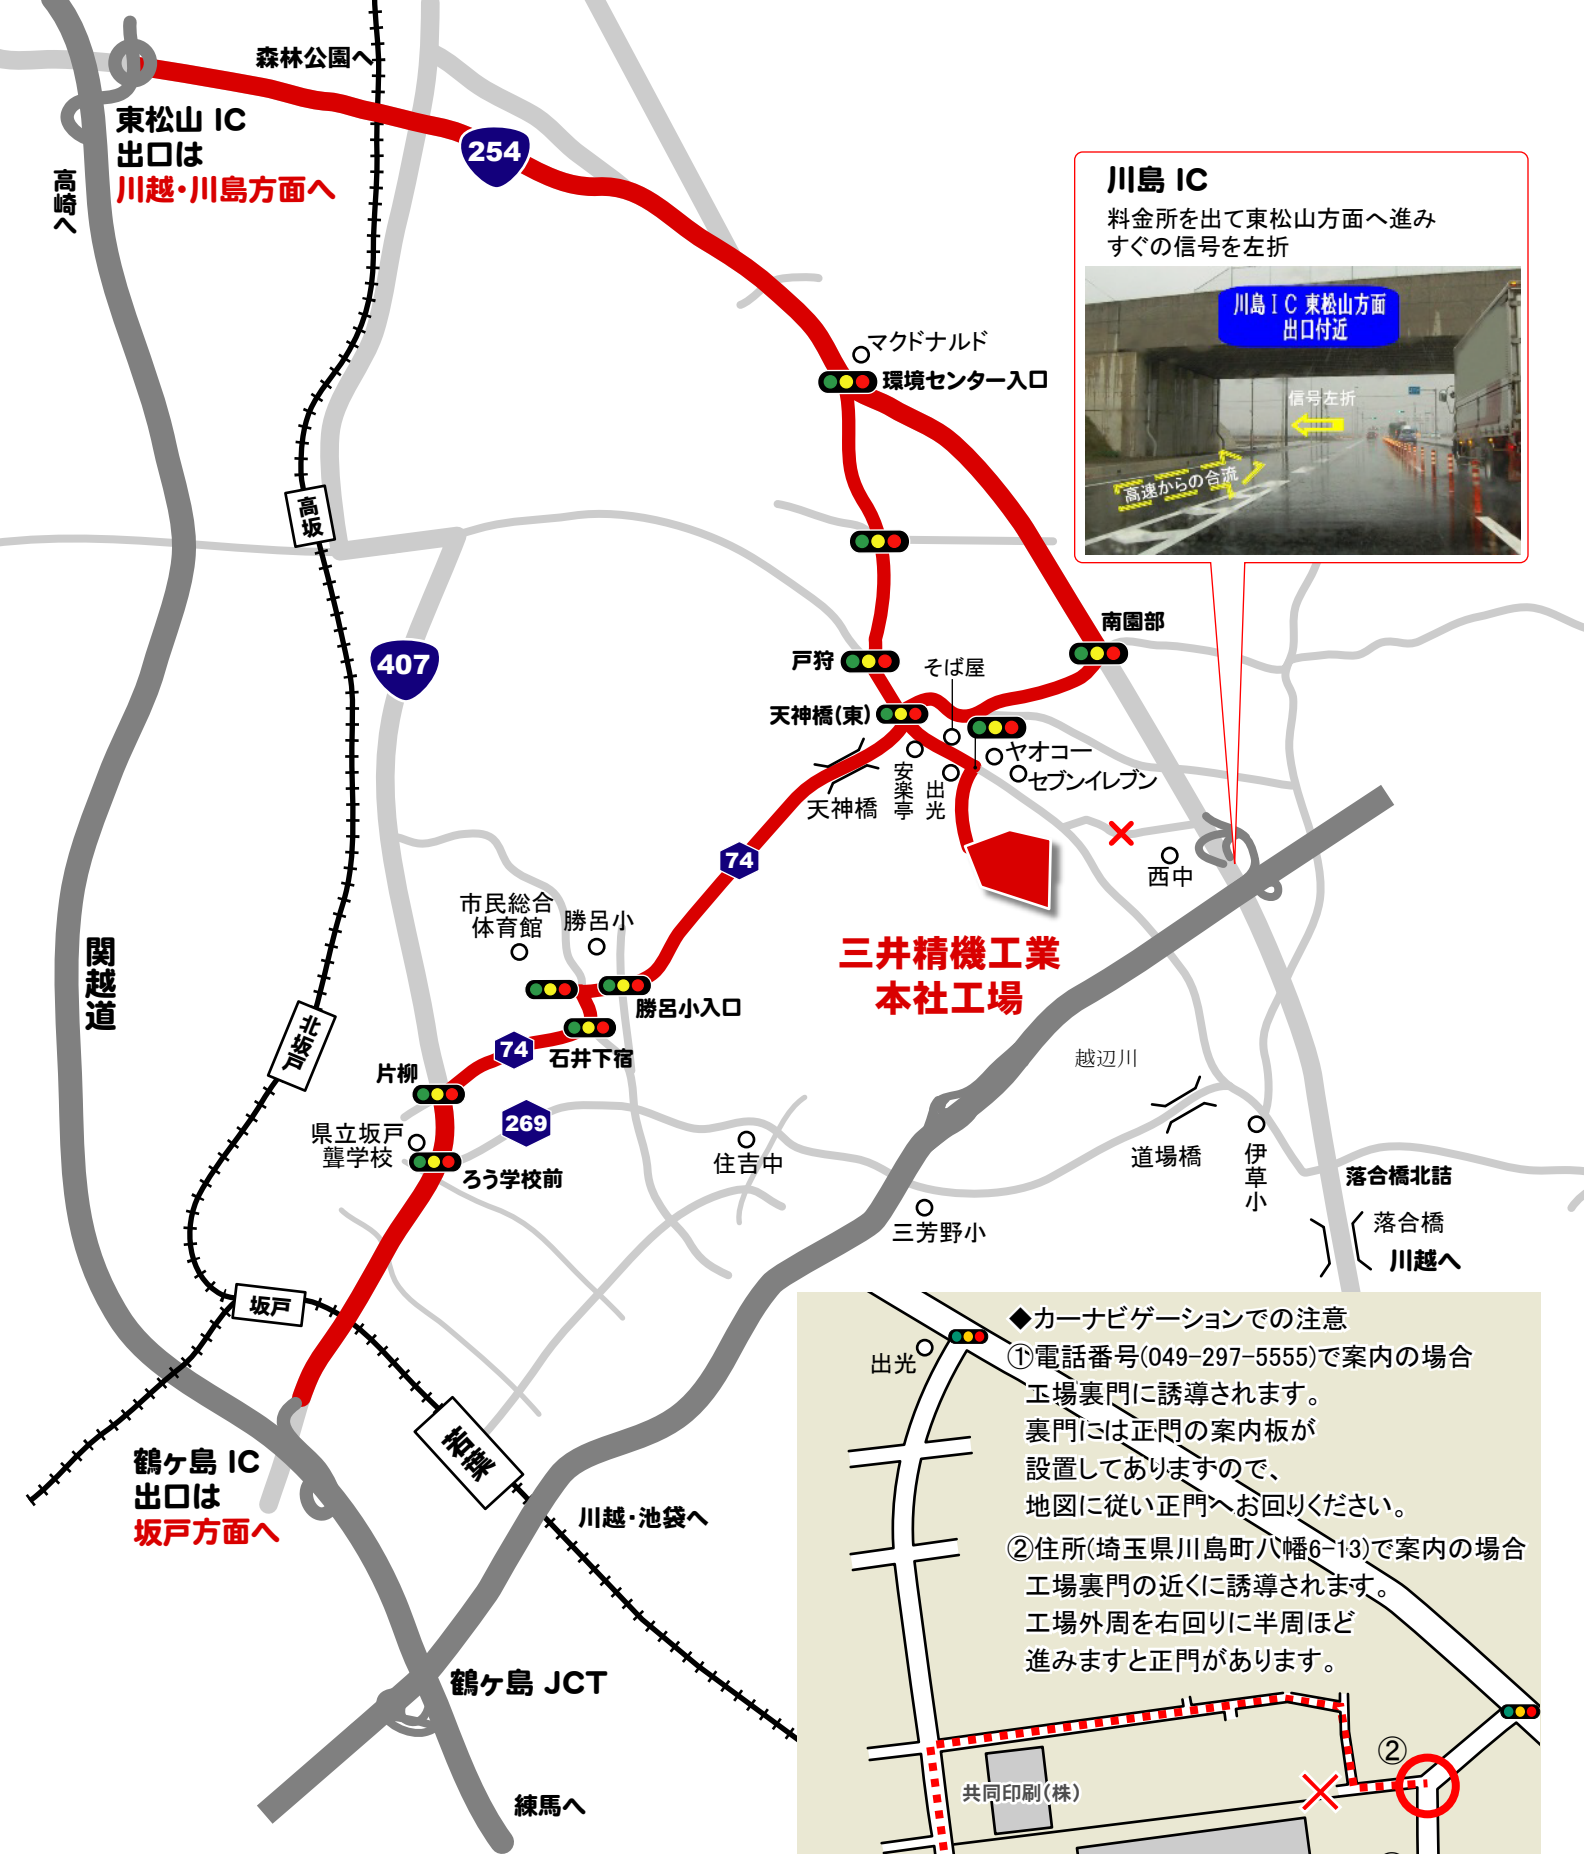 森林公園へ
東松山 IC
出口は
川越・川島方面へ
高崎へ
254
川島 IC
料金所を出て東松山方面へ進み
すぐの信号を左折
川島IC 東松山方面
出口付近
信号左折
高速からの合流
マクドナルド
環境センター入口
高坂
407
南園部
戸狩
そば屋
天神橋(東)
ヤオコー
セブンイレブン
安楽亭
出光
天神橋
74
西中
市民総合
体育館
勝呂小
三井精機工業
本社工場
関越道
勝呂小入口
北坂戸
74
石井下宿
片柳
越辺川
269
県立坂戸
聾学校
ろう学校前
住吉中
道場橋
伊草小
落合橋北詰
三芳野小
落合橋
川越へ
坂戸
若葉
鶴ヶ島 IC
出口は
坂戸方面へ
川越・池袋へ
鶴ヶ島 JCT
練馬へ
出光
◆カーナビゲーションでの注意
①電話番号(049-297-5555)で案内の場合
工場裏門に誘導されます。
裏門には正門の案内板が
設置してありますので、
地図に従い正門へお回りください。
②住所(埼玉県川島町八幡6-13)で案内の場合
工場裏門の近くに誘導されます。
工場外周を右回りに半周ほど
進みますと正門があります。
②
共同印刷(株)